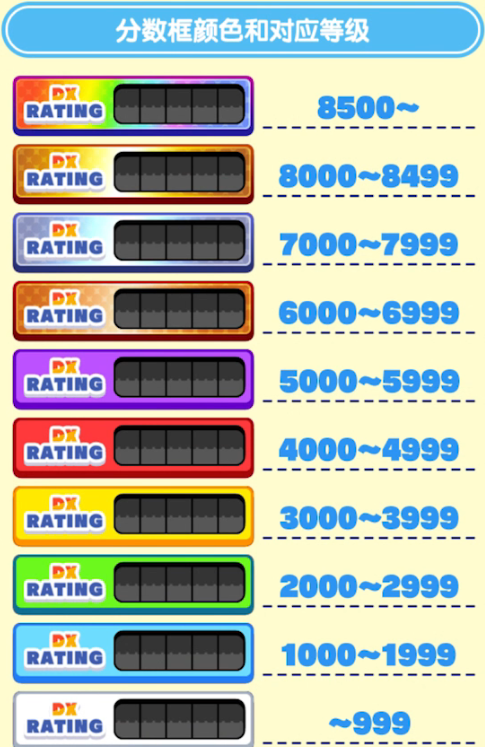 分数框颜色和对应等级
DX
RATING
8500~
DX
RATING
8000~8499
DX
RATING
7000~7999
DX
RATING
6000~6999
DX
RATING
5000~5999
DX
RATING
4000~4999
DX
RATING
3000~3999
DX
RATING
2000~2999
DX
RATING
1000~1999
DX
RATING
~999